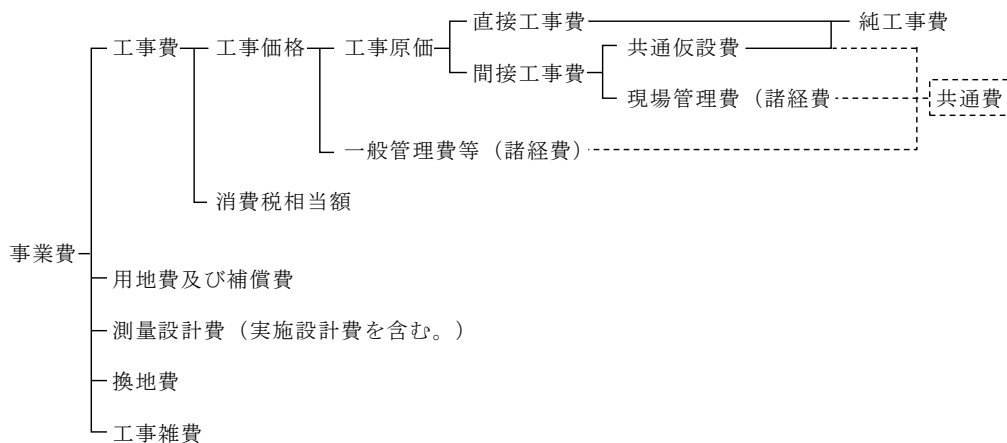 直接工事費 純工事費
工事費 工事価格 工事原価 共通仮設費
間接工事費
現場管理費（諸経費 共通費
一般管理費等（諸経費）
消費税相当額
事業費
用地費及び補償費
測量設計費（実施設計費を含む。）
換地費
工事雑費